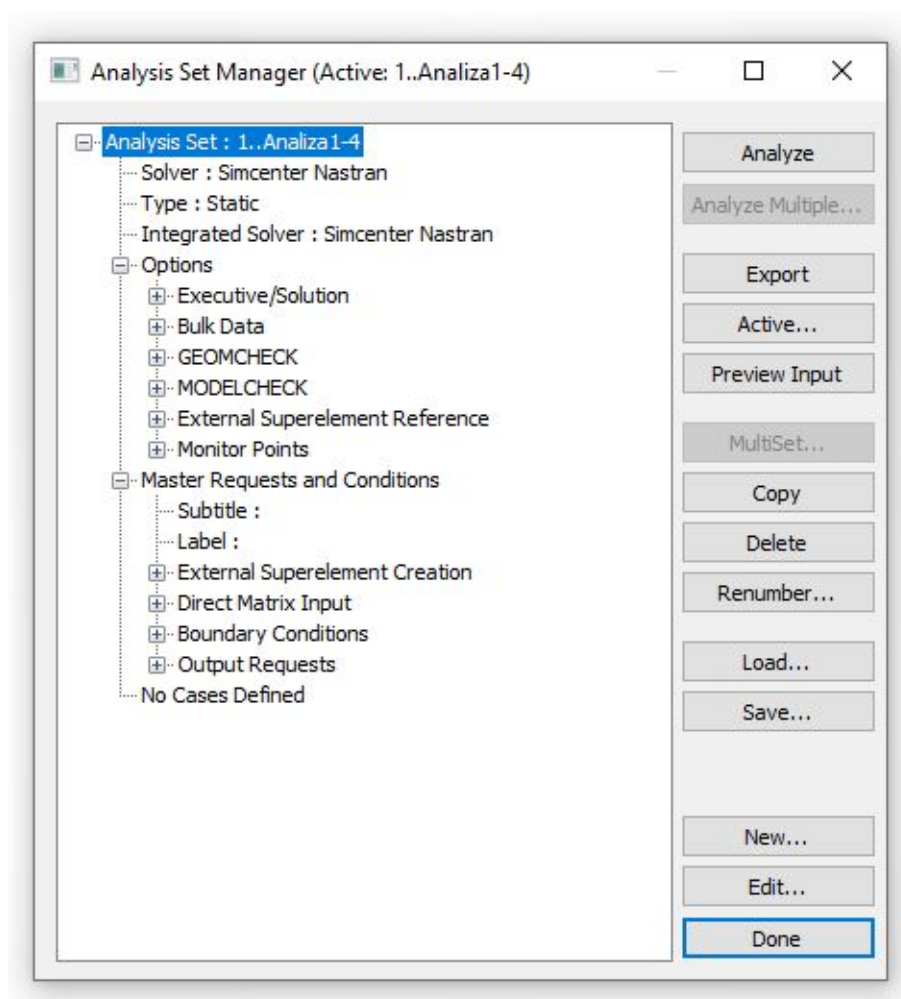 Analysis Set Manager (Active: 1..Analiza1-4)
Analysis Set : 1..Analiza1-4
Solver : Simcenter Nastran
Type : Static
Integrated Solver : Simcenter Nastran
Options
Executive/Solution
Bulk Data
GEOMCHECK
MODELCHECK
External Superelement Reference
Monitor Points
Master Requests and Conditions
Subtitle :
Label :
External Superelement Creation
Direct Matrix Input
Boundary Conditions
Output Requests
No Cases Defined
Analyze
Analyze Multiple...
Export
Active...
Preview Input
MultiSet...
Copy
Delete
Renumber...
Load...
Save...
New...
Edit...
Done